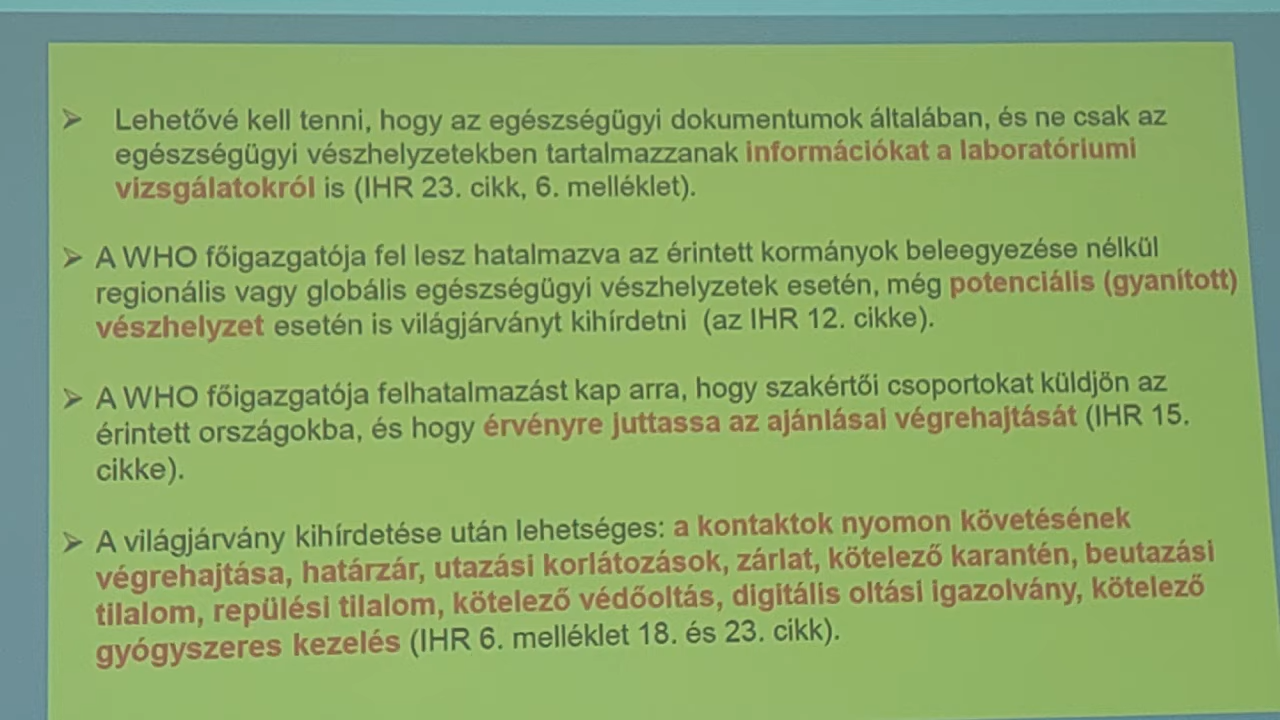 ➢ Lehetővé kell tenni, hogy az egészségügyi dokumentumok általában, és ne csak az
egészségügyi vészhelyzetekben tartalmazzanak információkat a laboratóriumi
vizsgálatokról is (IHR 23. cikk, 6. melléklet).
➢ A WHO főigazgatója fel lesz hatalmazva az érintett kormányok beleegyezése nélkül
regionális vagy globális egészségügyi vészhelyzetek esetén, még potenciális (gyanított)
vészhelyzet esetén is világjárványt kihírdetni (az IHR 12. cikke).
➢ A WHO főigazgatója felhatalmazást kap arra, hogy szakértői csoportokat küldjön az
érintett országokba, és hogy érvényre juttassa az ajánlásai végrehajtását (IHR 15.
cikke).
➢ A világjárvány kihírdetése után lehetséges: a kontaktok nyomon követésének
végrehajtása, határzár, utazási korlátozások, zárlat, kötelező karantén, beutazási
tilalom, repülési tilalom, kötelező védőoltás, digitális oltási igazolvány, kötelező
gyógyszeres kezelés (IHR 6. melléklet 18. és 23. cikk).